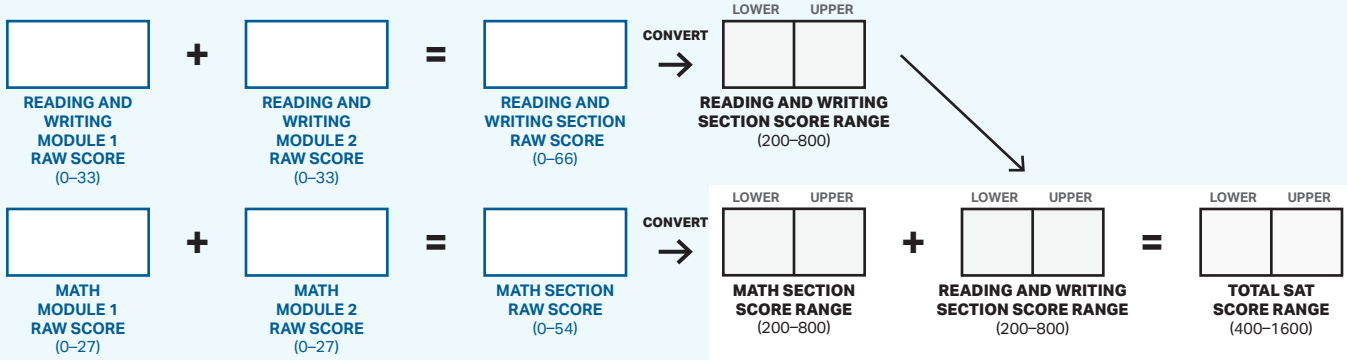 LOWER UPPER
+ = CONVERT →
READING AND
WRITING
MODULE 1
RAW SCORE
(0–33)
READING AND
WRITING
MODULE 2
RAW SCORE
(0–33)
READING AND
WRITING SECTION
RAW SCORE
(0–66)
READING AND WRITING
SECTION SCORE RANGE
(200–800)
LOWER UPPER LOWER UPPER LOWER UPPER
+ = CONVERT → + =
MATH
MODULE 1
RAW SCORE
(0–27)
MATH
MODULE 2
RAW SCORE
(0–27)
MATH SECTION
RAW SCORE
(0–54)
MATH SECTION
SCORE RANGE
(200–800)
READING AND WRITING
SECTION SCORE RANGE
(200–800)
TOTAL SAT
SCORE RANGE
(400–1600)